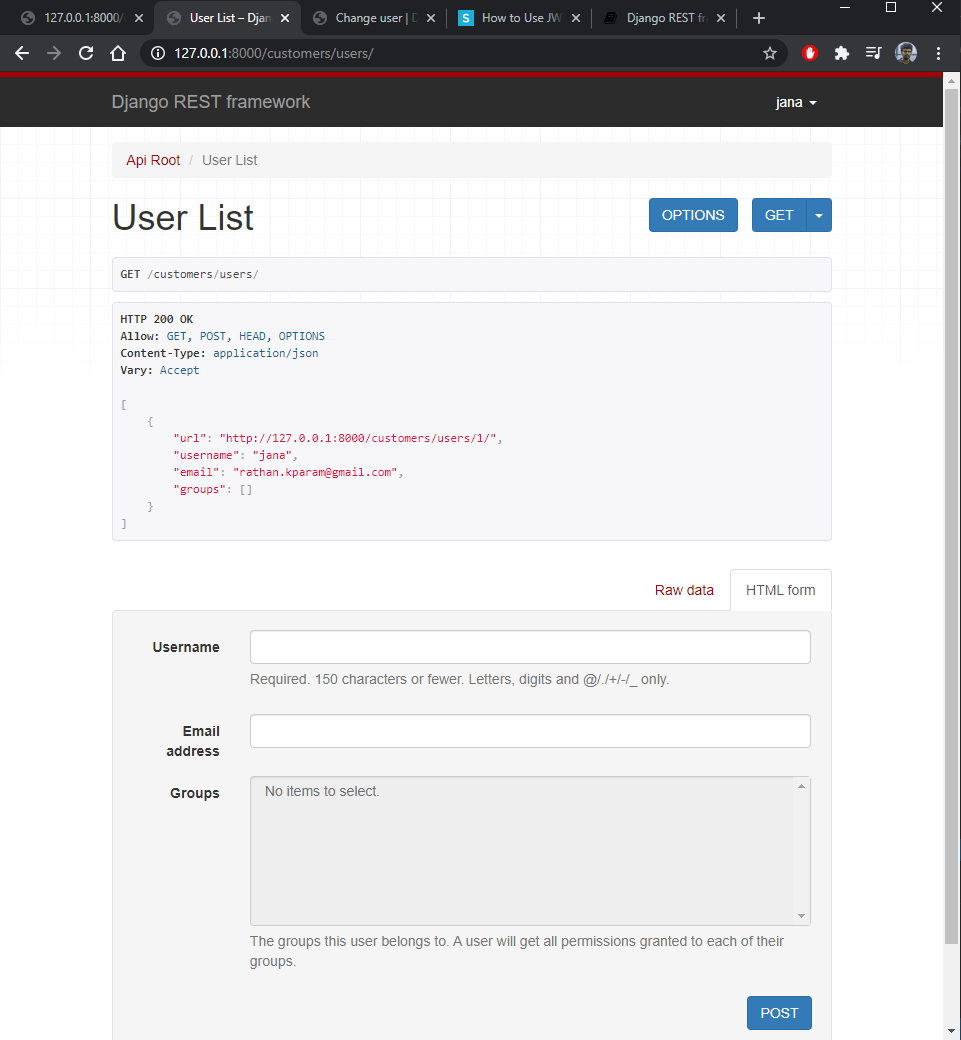 127.0.0.1:8000/
User List – Djan
Change user | D
S How to Use JW
Django REST fr
127.0.0.1:8000/customers/users/
Django REST framework
jana
Api Root / User List
User List
OPTIONS
GET
GET /customers/users/
HTTP 200 OK
Allow: GET, POST, HEAD, OPTIONS
Content-Type: application/json
Vary: Accept
[
{
"url": "http://127.0.0.1:8000/customers/users/1/",
"username": "jana",
"email": "rathan.kparam@gmail.com",
"groups": []
}
]
Raw data
HTML form
Username
Required. 150 characters or fewer. Letters, digits and @/./+/-/_ only.
Email
address
Groups
No items to select.
The groups this user belongs to. A user will get all permissions granted to each of their
groups.
POST